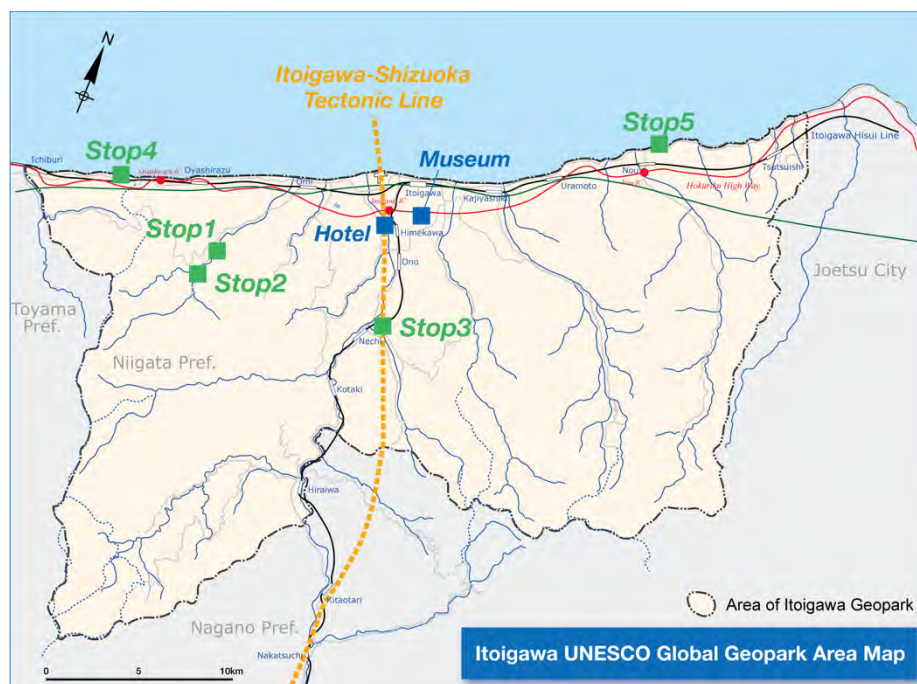 N
Itoigawa-Shizuoka
Tectonic Line
Stop5
Stop4
Museum
Ichiburi
Oyashirazu
Omi
Itoigawa
Kajiyashiki
Uramoto
Nou
Tsutsuishi
Itoigawa Hisui Line
Hokuriku High Way
Hotel
Himekawa
Stop1
Ono
Stop2
Joetsu City
Toyama
Pref.
Stop3
Nechi
Niigata Pref.
Kotaki
Hiraiwa
Kitaotari
Area of Itoigawa Geopark
Nagano Pref.
Nakatsuchi
Itoigawa UNESCO Global Geopark Area Map
0 5 10km